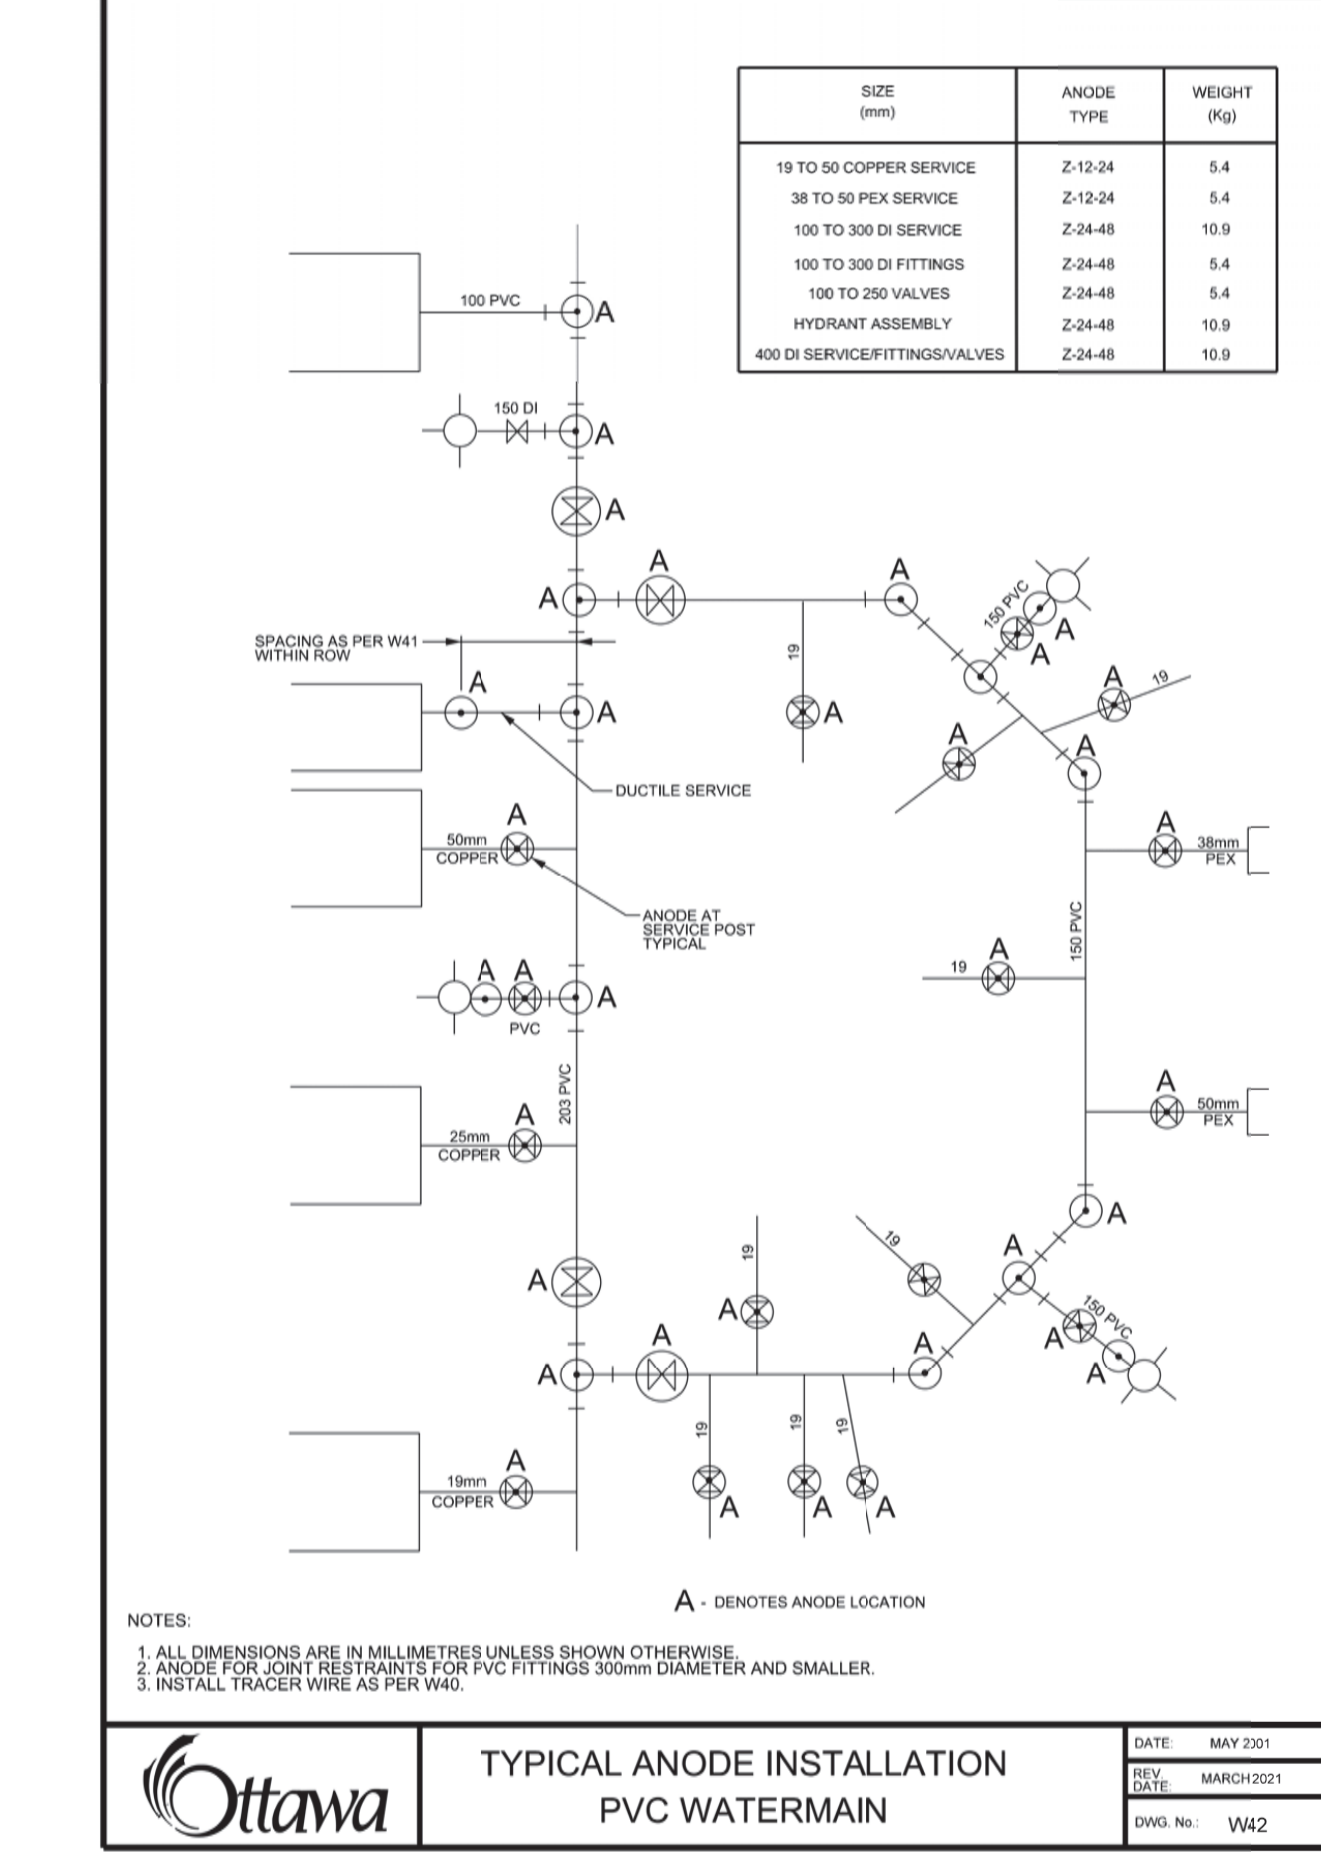 SIZE ANODE WEIGHT
(mm) TYPE (Kg)
19 TO 50 COPPER SERVICE Z-12-24 5.4
38 TO 50 PEX SERVICE Z-12-24 5.4
100 TO 300 DI SERVICE Z-24-48 10.9
100 TO 300 DI FITTINGS Z-24-48 5.4
100 TO 250 VALVES Z-24-48 5.4
HYDRANT ASSEMBLY Z-24-48 10.9
400 DI SERVICE/FITTINGS/VALVES Z-24-48 10.9
100 PVC
A
150 DI
A
A
A
A
A
150 PVC
A
A
SPACING AS PER W41
WITHIN ROW
19
A
A
A
A
19
A
A
A
DUCTILE SERVICE
A
50mm
COPPER
A
38mm
PEX
ANODE AT
SERVICE POST
TYPICAL
150 PVC
A
19
A A
A
PVC
203 PVC
A
50mm
PEX
A
25mm
COPPER
A
19
19
A
A
A
A
A
150 PVC
A
A
A
A
19
19
19
A
19mm
COPPER
A
A
A
A - DENOTES ANODE LOCATION
NOTES:
1. ALL DIMENSIONS ARE IN MILLIMETRES UNLESS SHOWN OTHERWISE.
2. ANODE FOR JOINT RESTRAINTS FOR PVC FITTINGS 300mm DIAMETER AND SMALLER.
3. INSTALL TRACER WIRE AS PER W40.
Ottawa
TYPICAL ANODE INSTALLATION
PVC WATERMAIN
DATE: MAY 2001
REV.
DATE: MARCH 2021
DWG. No.: W42